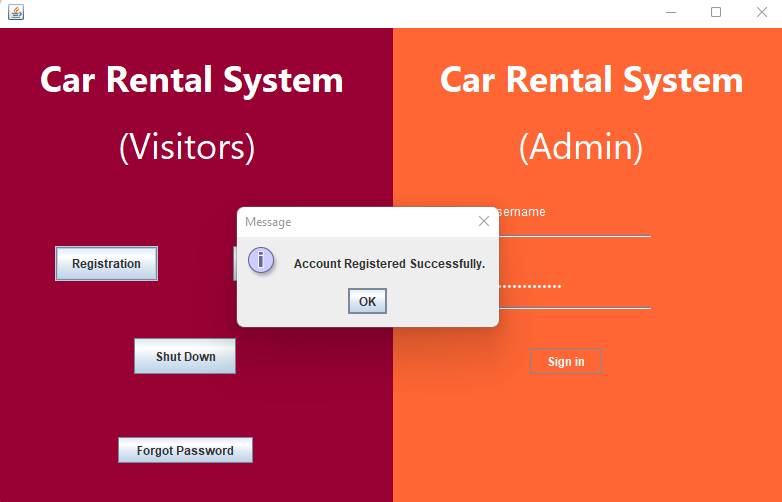 Car Rental System
(Visitors)
Registration
Shut Down
Forgot Password
Message
Account Registered Successfully.
OK
Car Rental System
(Admin)
sername
Sign in